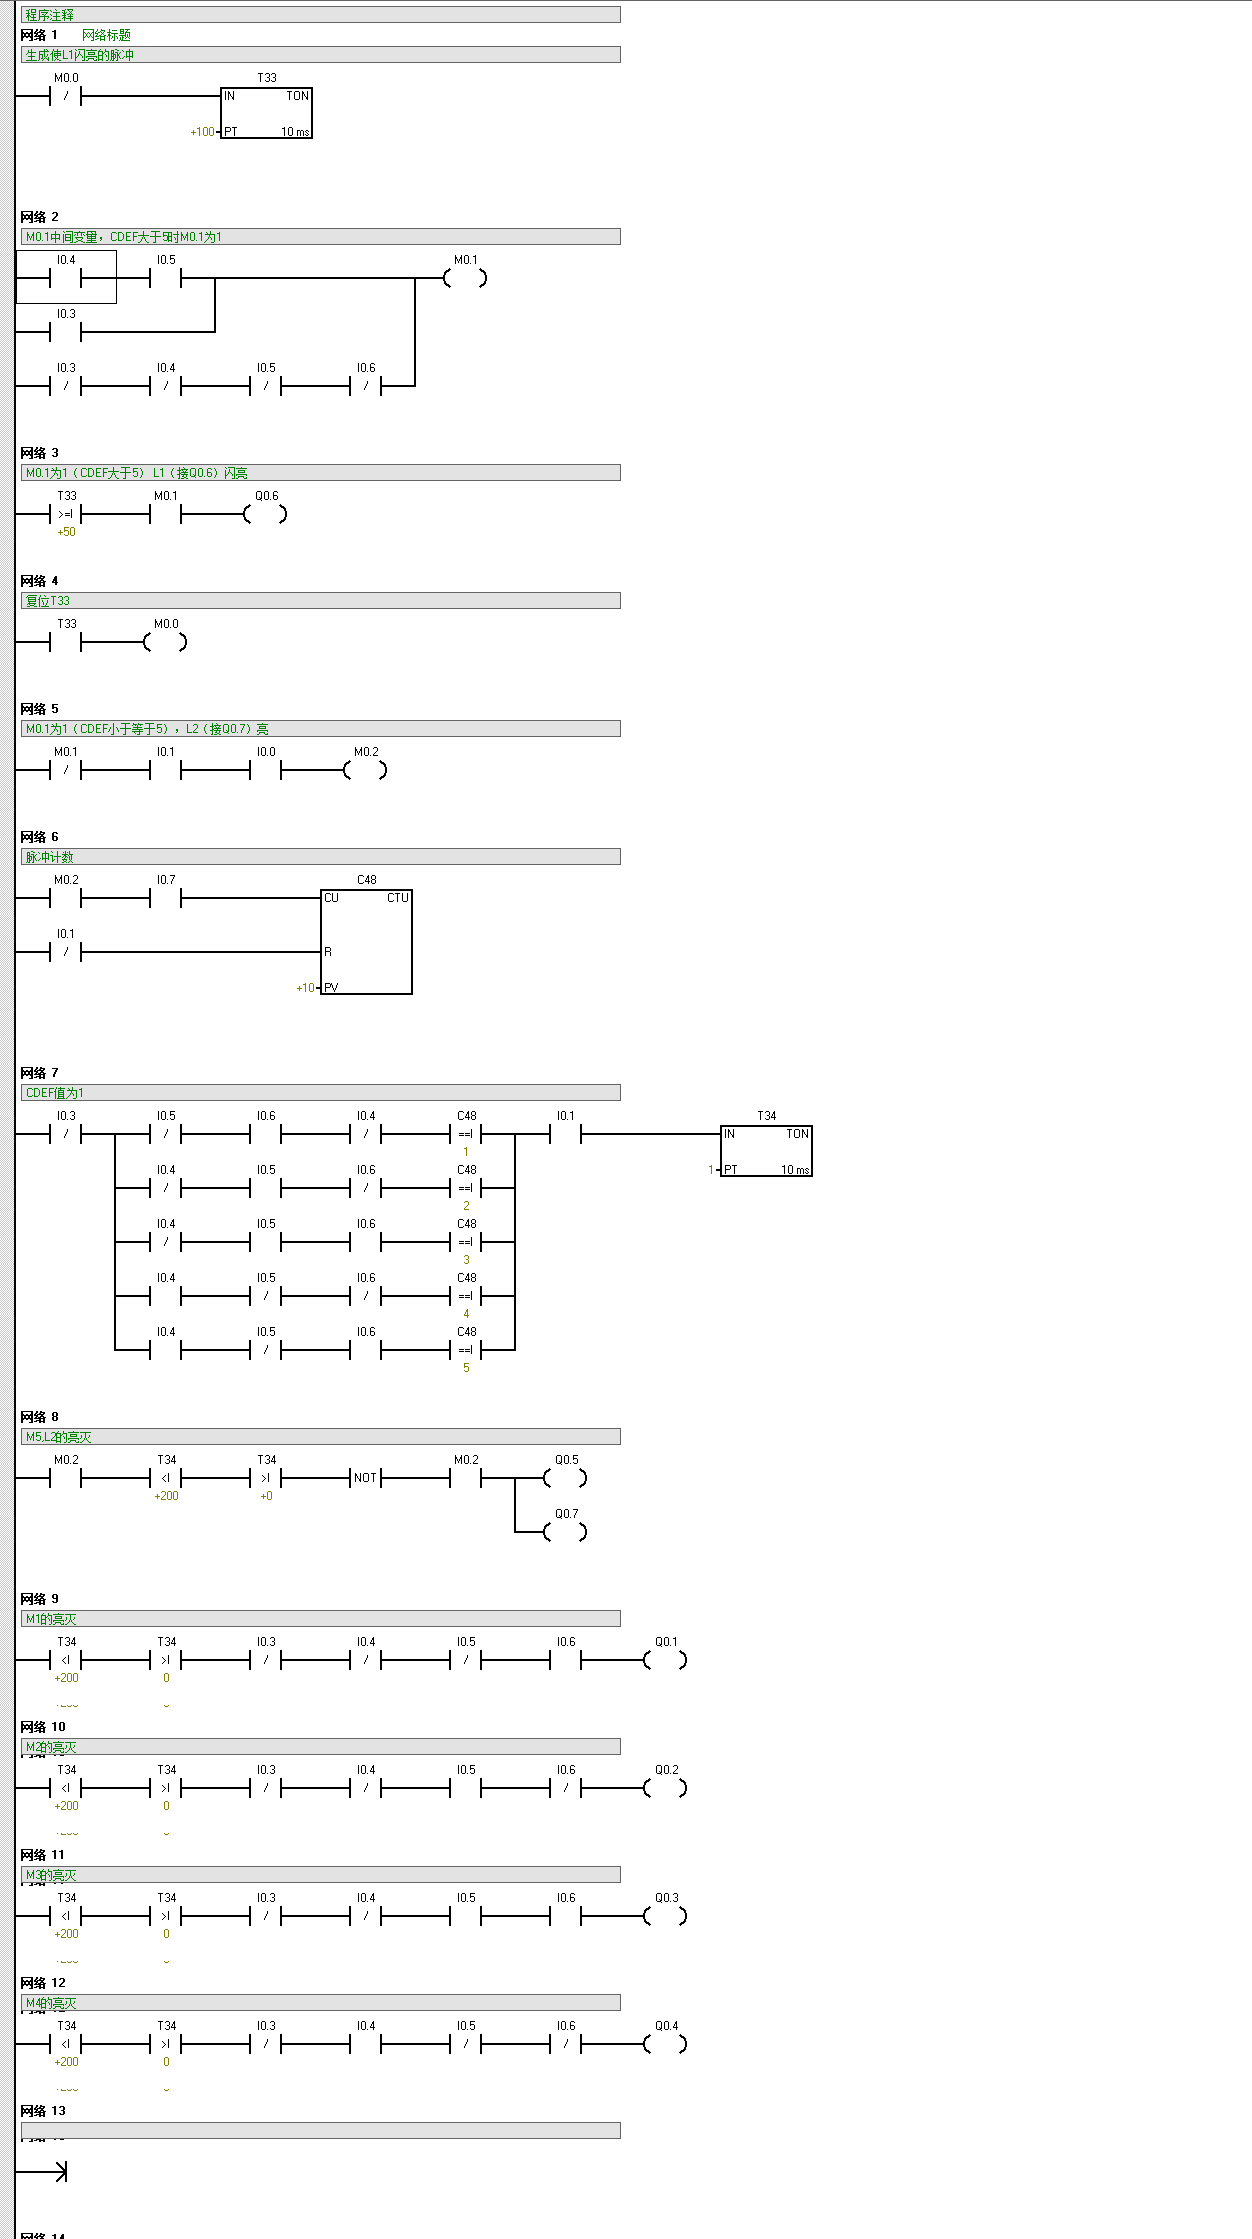 程序注释
网络 1 网络标题
生成使L1闪亮的脉冲
M0.0 T33
/ IN TON
+100 PT 10 ms
网络 2
M0.1中间变量，CDEF大于5时M0.1为1
I0.4 I0.5 M0.1
I0.3
I0.3 I0.4 I0.5 I0.6
/ / / /
网络 3
M0.1为1（CDEF大于5） L1（接Q0.6）闪亮
T33 M0.1 Q0.6
>=I
+50
网络 4
复位T33
T33 M0.0
网络 5
M0.1为1（CDEF小于等于5），L2（接Q0.7）亮
M0.1 I0.1 I0.0 M0.2
/
网络 6
脉冲计数
M0.2 I0.7 C48
CU CTU
I0.1
/ R
+10 PV
网络 7
CDEF值为1
I0.3 I0.5 I0.6 I0.4 C48 I0.1 T34
/ / / ==I IN TON
1
I0.4 I0.5 I0.6 C48 1 PT 10 ms
/ / ==I
2
I0.4 I0.5 I0.6 C48
/ ==I
3
I0.4 I0.5 I0.6 C48
/ / ==I
4
I0.4 I0.5 I0.6 C48
/ ==I
5
网络 8
M5,L2的亮灭
M0.2 T34 T34 M0.2 Q0.5
<I >I NOT
+200 +0
Q0.7
网络 9
M1的亮灭
T34 T34 I0.3 I0.4 I0.5 I0.6 Q0.1
<I >I / / /
+200 0
网络 10
M2的亮灭
T34 T34 I0.3 I0.4 I0.5 I0.6 Q0.2
<I >I / / /
+200 0
网络 11
M3的亮灭
T34 T34 I0.3 I0.4 I0.5 I0.6 Q0.3
<I >I / /
+200 0
网络 12
M4的亮灭
T34 T34 I0.3 I0.4 I0.5 I0.6 Q0.4
<I >I / / /
+200 0
网络 13